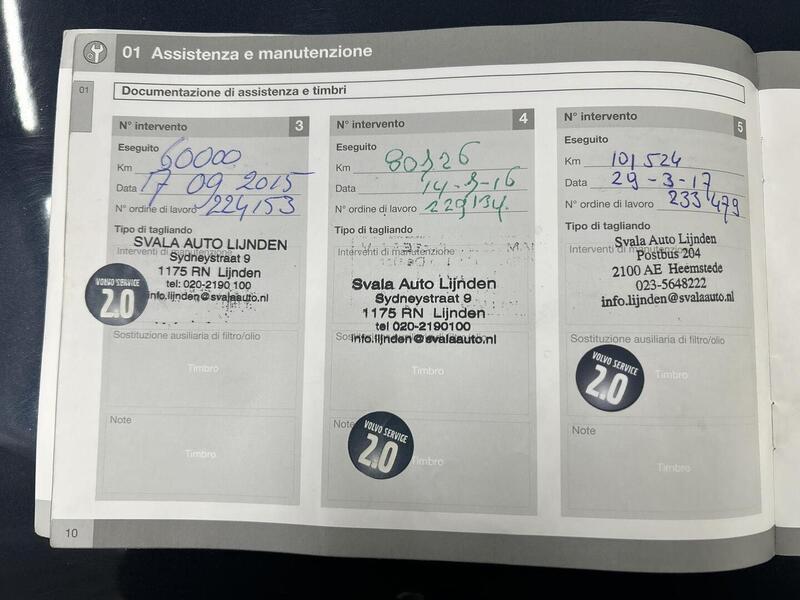 01 Assistenza e manutenzione
01
Documentazione di assistenza e timbri
N° intervento 3
Eseguito
Km 60000
Data 17 09 2015
N° ordine di lavoro 224153
Tipo di tagliando
Interventi di manutenzione
SVALA AUTO LIJNDEN
Sydneystraat 9
1175 RN Lijnden
tel: 020-2190 100
info.lijnden@svalaauto.nl
VOLVO SERVICE
2.0
Sostituzione ausiliaria di filtro/olio
Timbro
Note
Timbro
N° intervento 4
Eseguito
Km
Data
N° ordine di lavoro 229134
Tipo di tagliando
Interventi di manutenzione
Svala Auto Lijnden
Sydneystraat 9
1175 RN Lijnden
tel 020-2190100
info.lijnden@svalaauto.nl
Sostituzione ausiliaria di filtro/olio
Timbro
Note
VOLVO SERVICE
2.0
Timbro
N° intervento 5
Eseguito
Km 101524
Data 29-3-17
N° ordine di lavoro 233479
Tipo di tagliando
Interventi di manutenzione
Svala Auto Lijnden
Postbus 204
2100 AE Heemstede
023-5648222
info.lijnden@svalaauto.nl
Sostituzione ausiliaria di filtro/olio
VOLVO SERVICE
2.0
Timbro
Note
Timbro
10